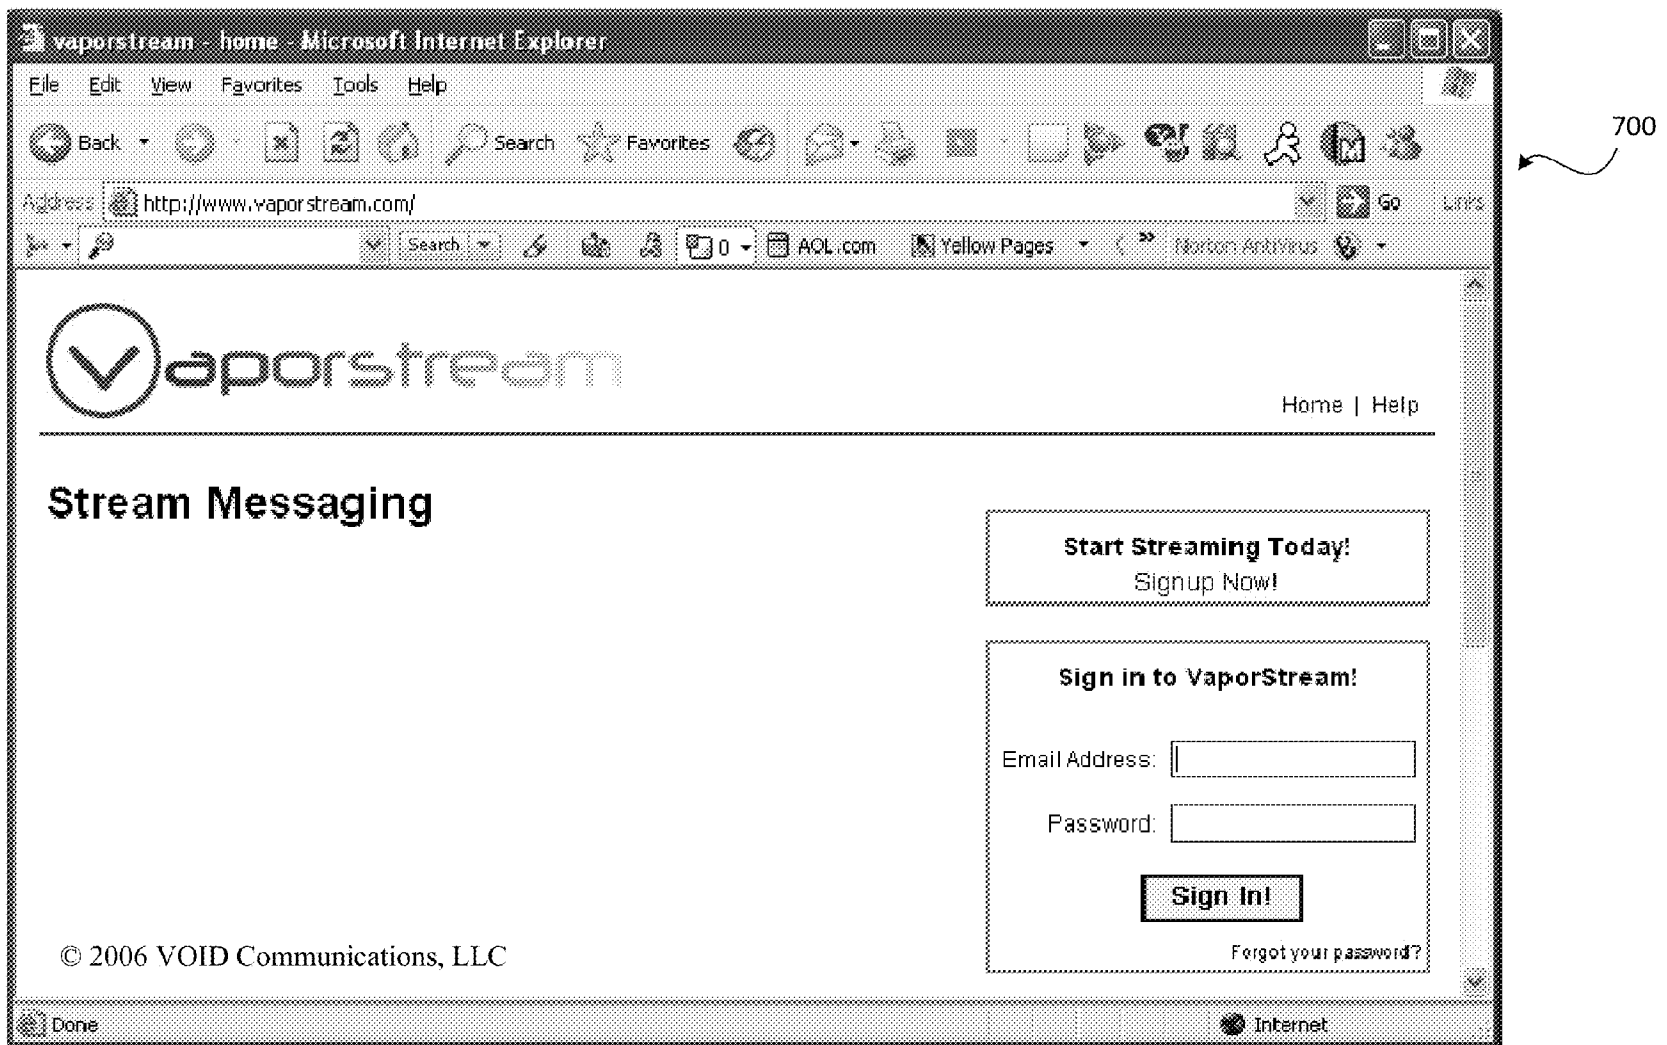 vaporstream - home - Microsoft Internet Explorer
File Edit View Favorites Tools Help
700
Back Search Favorites
Address http://www.vaporstream.com/ Go Links
Search 0 AOL.com Yellow Pages » Norton AntiVirus
Vaporstream
Home | Help
Stream Messaging
Start Streaming Today!
Signup Now!
Sign in to VaporStream!
Email Address:
Password:
Sign In!
Forgot your password?
© 2006 VOID Communications, LLC
Done Internet